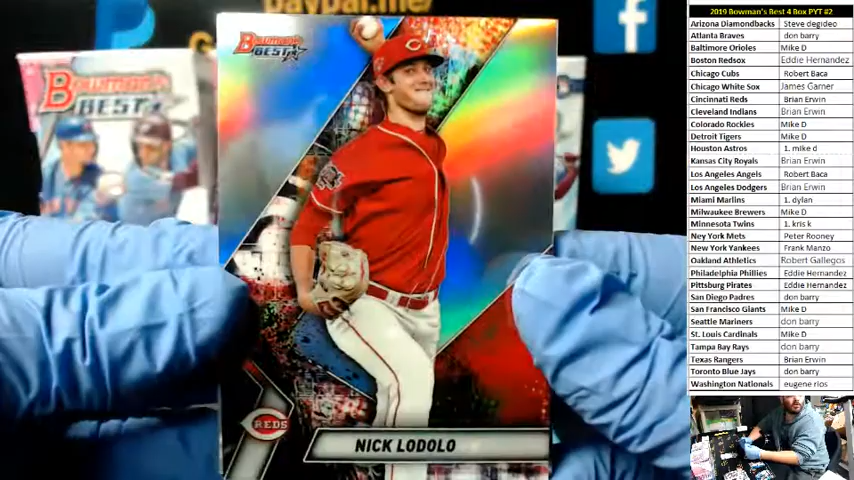 paypal.me/
BOWMAN'S
BEST
BOWMAN'S
BEST
C
REDS
NICK LODOLO
2019 Bowman's Best 4 Box PYT #2
Arizona Diamondbacks Steve degideo
Atlanta Braves don barry
Baltimore Orioles Mike D
Boston Redsox Eddie Hernandez
Chicago Cubs Robert Baca
Chicago White Sox James Garner
Cincinnati Reds Brian Erwin
Cleveland Indians Brian Erwin
Colorado Rockies Mike D
Detroit Tigers Mike D
Houston Astros 1. mike d
Kansas City Royals Brian Erwin
Los Angeles Angels Robert Baca
Los Angeles Dodgers Brian Erwin
Miami Marlins 1. dylan
Milwaukee Brewers Mike D
Minnesota Twins 1. kris k
Ney York Mets Peter Rooney
New York Yankees Frank Manzo
Oakland Athletics Robert Gallegos
Philadelphia Phillies Eddie Hernandez
Pittsburg Pirates Eddie Hernandez
San Diego Padres don barry
San Francisco Giants Mike D
Seattle Mariners don barry
St. Louis Cardinals Mike D
Tampa Bay Rays don barry
Texas Rangers Brian Erwin
Toronto Blue Jays don barry
Washington Nationals eugene rios